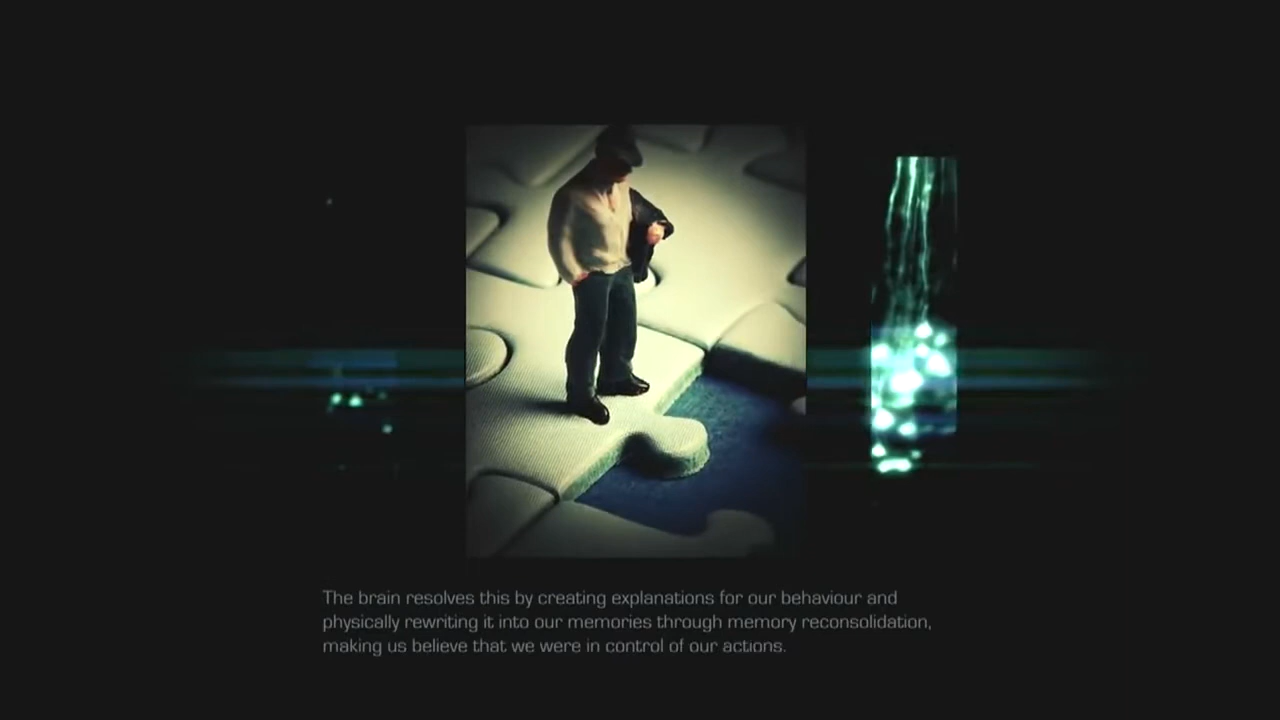 The brain resolves this by creating explanations for our behaviour and
physically rewriting it into our memories through memory reconsolidation,
making us believe that we were in control of our actions.